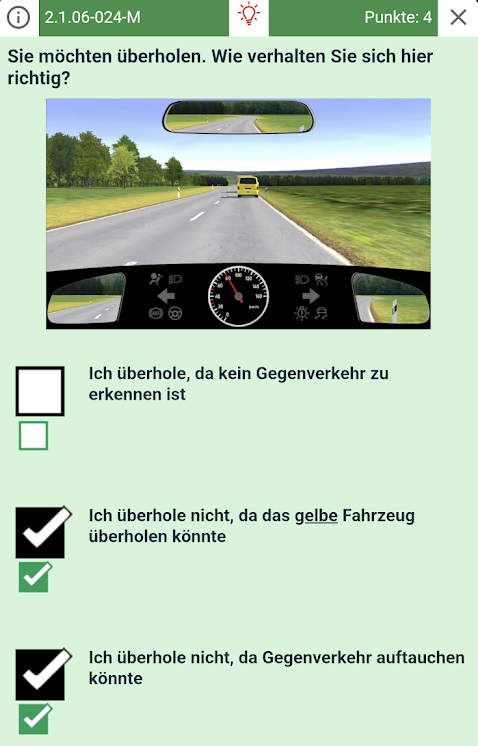 2.1.06-024-M
Punkte: 4
Sie möchten überholen. Wie verhalten Sie sich hier
richtig?
Ich überhole, da kein Gegenverkehr zu
erkennen ist
Ich überhole nicht, da das gelbe Fahrzeug
überholen könnte
Ich überhole nicht, da Gegenverkehr auftauchen
könnte